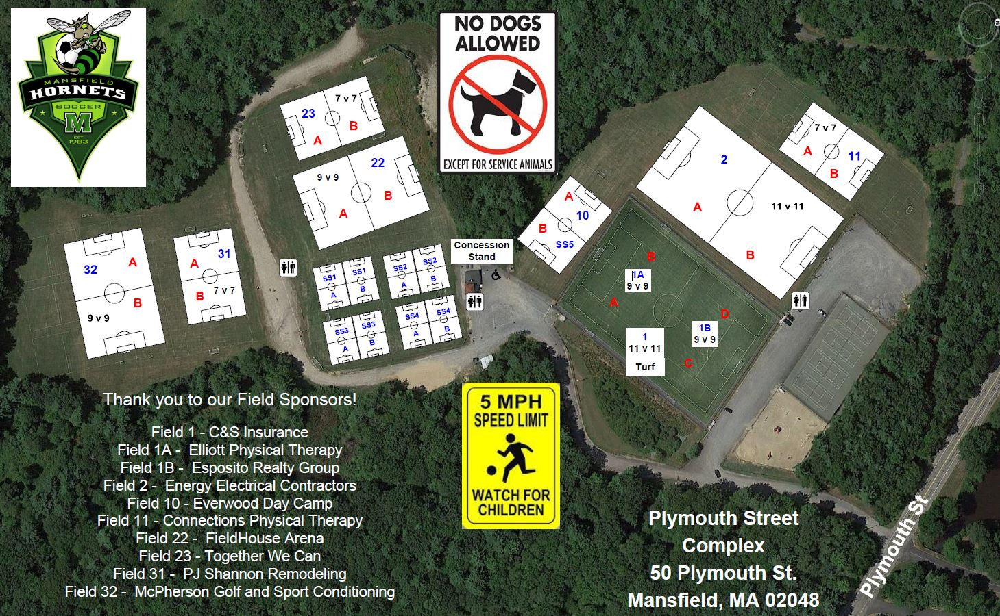 MANSFIELD
HORNETS
SOCCER
M
EST
1983
9 v 9
NO DOGS
ALLOWED
EXCEPT FOR SERVICE ANIMALS
23
7 v 7
A
B
22
9 v 9
A
B
32
A
B
9 v 9
31
A
B
7 v 7
SS1
SS1
A
B
SS2
SS2
A
B
SS3
SS3
A
B
SS4
SS4
A
B
Concession
Stand
A
10
B
SS5
2
A
11 v 11
B
7 v 7
A
11
B
B
1A
9 v 9
A
D
1B
9 v 9
1
11 v 11
Turf
C
N
5 MPH
SPEED LIMIT
WATCH FOR
CHILDREN
Thank you to our Field Sponsors!
Field 1 - C&S Insurance
Field 1A - Elliott Physical Therapy
Field 1B - Esposito Realty Group
Field 2 - Energy Electrical Contractors
Field 10 - Everwood Day Camp
Field 11 - Connections Physical Therapy
Field 22 - FieldHouse Arena
Field 23 - Together We Can
Field 31 - PJ Shannon Remodeling
Field 32 - McPherson Golf and Sport Conditioning
Plymouth Street
Complex
50 Plymouth St.
Mansfield, MA 02048
Plymouth St